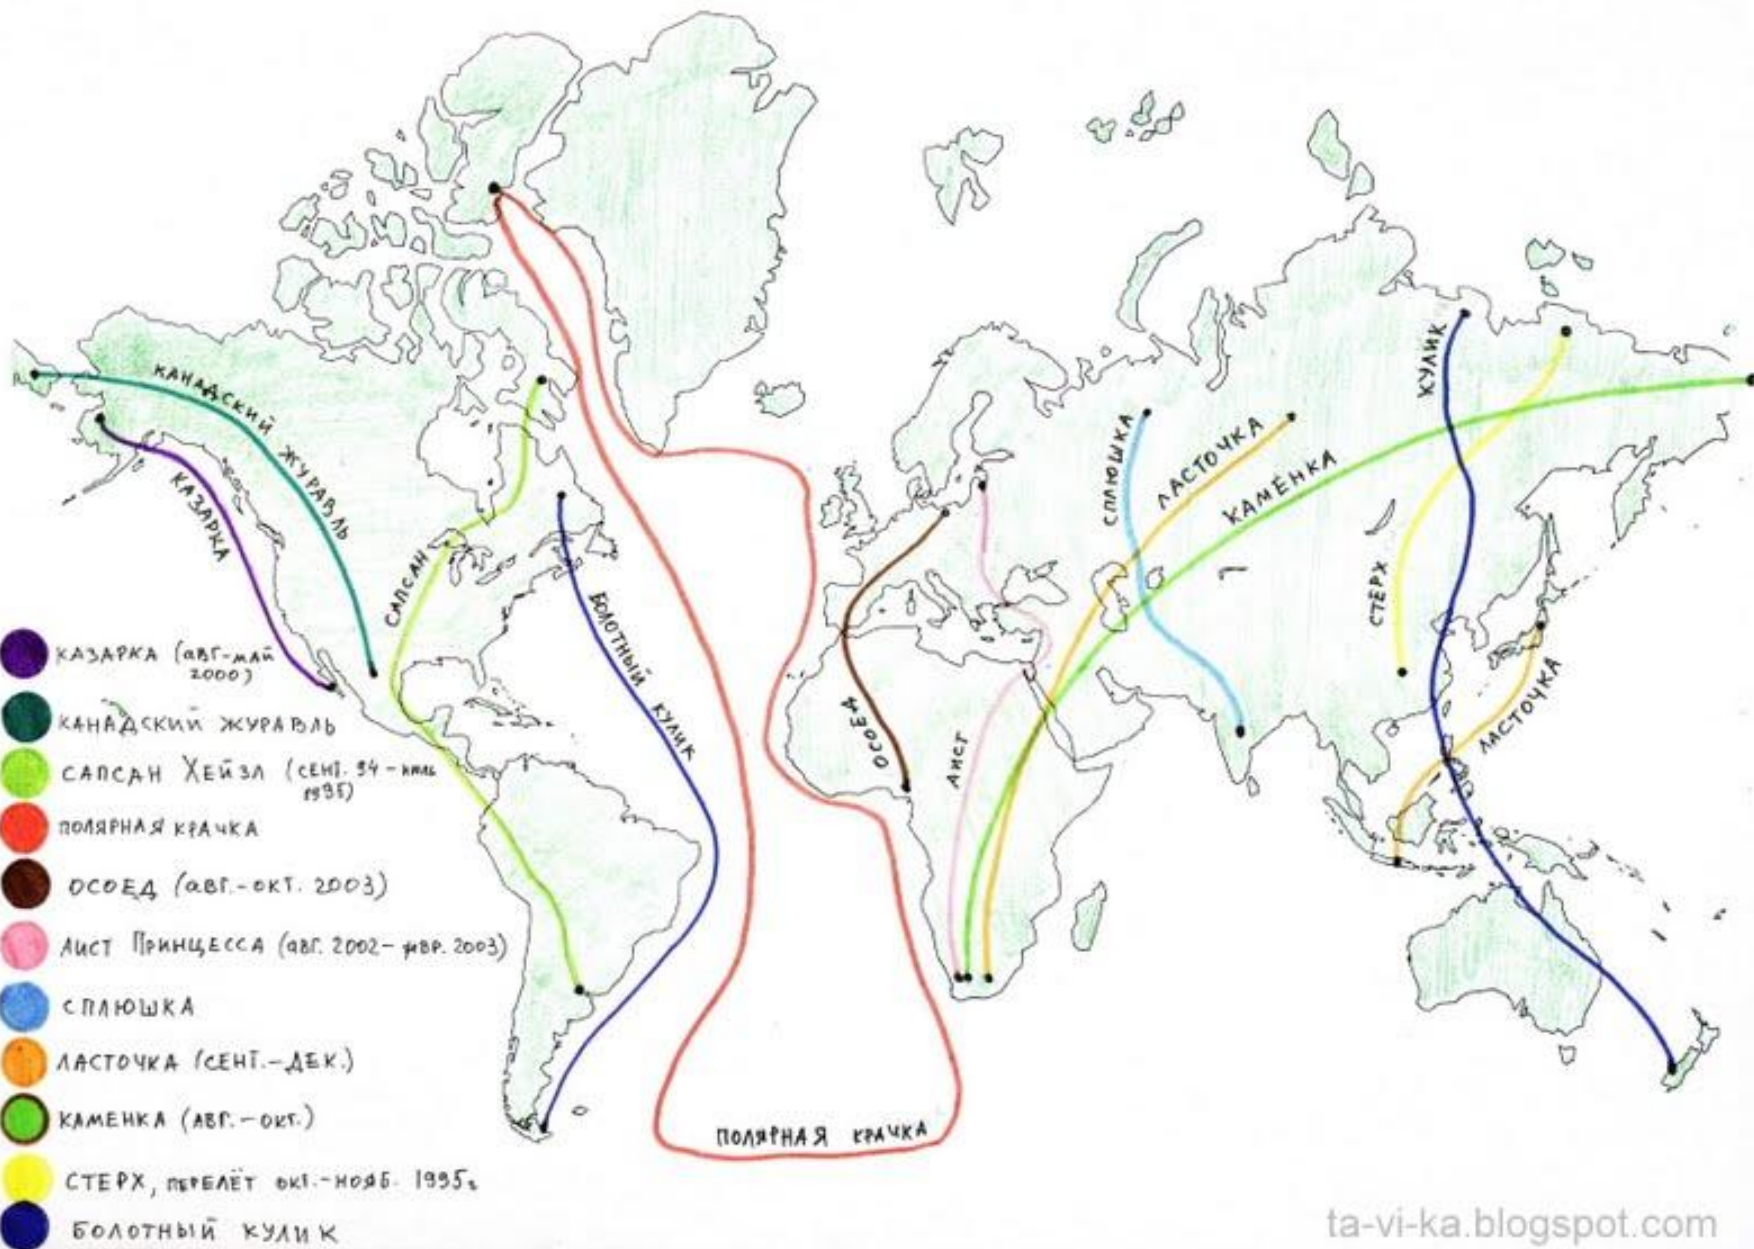 КАНАДСКИЙ ЖУРАВЛЬ
КАЗАРКА
САПСАН
БОЛОТНЫЙ КУЛИК
ОСОЕД
АИСТ
СПЛЮШКА
ЛАСТОЧКА
КАМЕНКА
КУЛИК
СТЕРХ
ЛАСТОЧКА
ПОЛЯРНАЯ КРАЧКА
КАЗАРКА (авг-май
2000)
КАНАДСКИЙ ЖУРАВЛЬ
САПСАН ХЕЙЗЛ (СЕНТ. 94 - июль
1995)
ПОЛЯРНАЯ КРАЧКА
ОСОЕД (авг.-окт. 2003)
АИСТ ПРИНЦЕССА (авг. 2002 - февр. 2003)
СПЛЮШКА
ЛАСТОЧКА (СЕНТ.-ДЕК.)
КАМЕНКА (АВГ.-ОКТ.)
СТЕРХ, ПЕРЕЛЁТ ОКТ.-НОЯБ. 1995г
БОЛОТНЫЙ КУЛИК
ta-vi-ka.blogspot.com